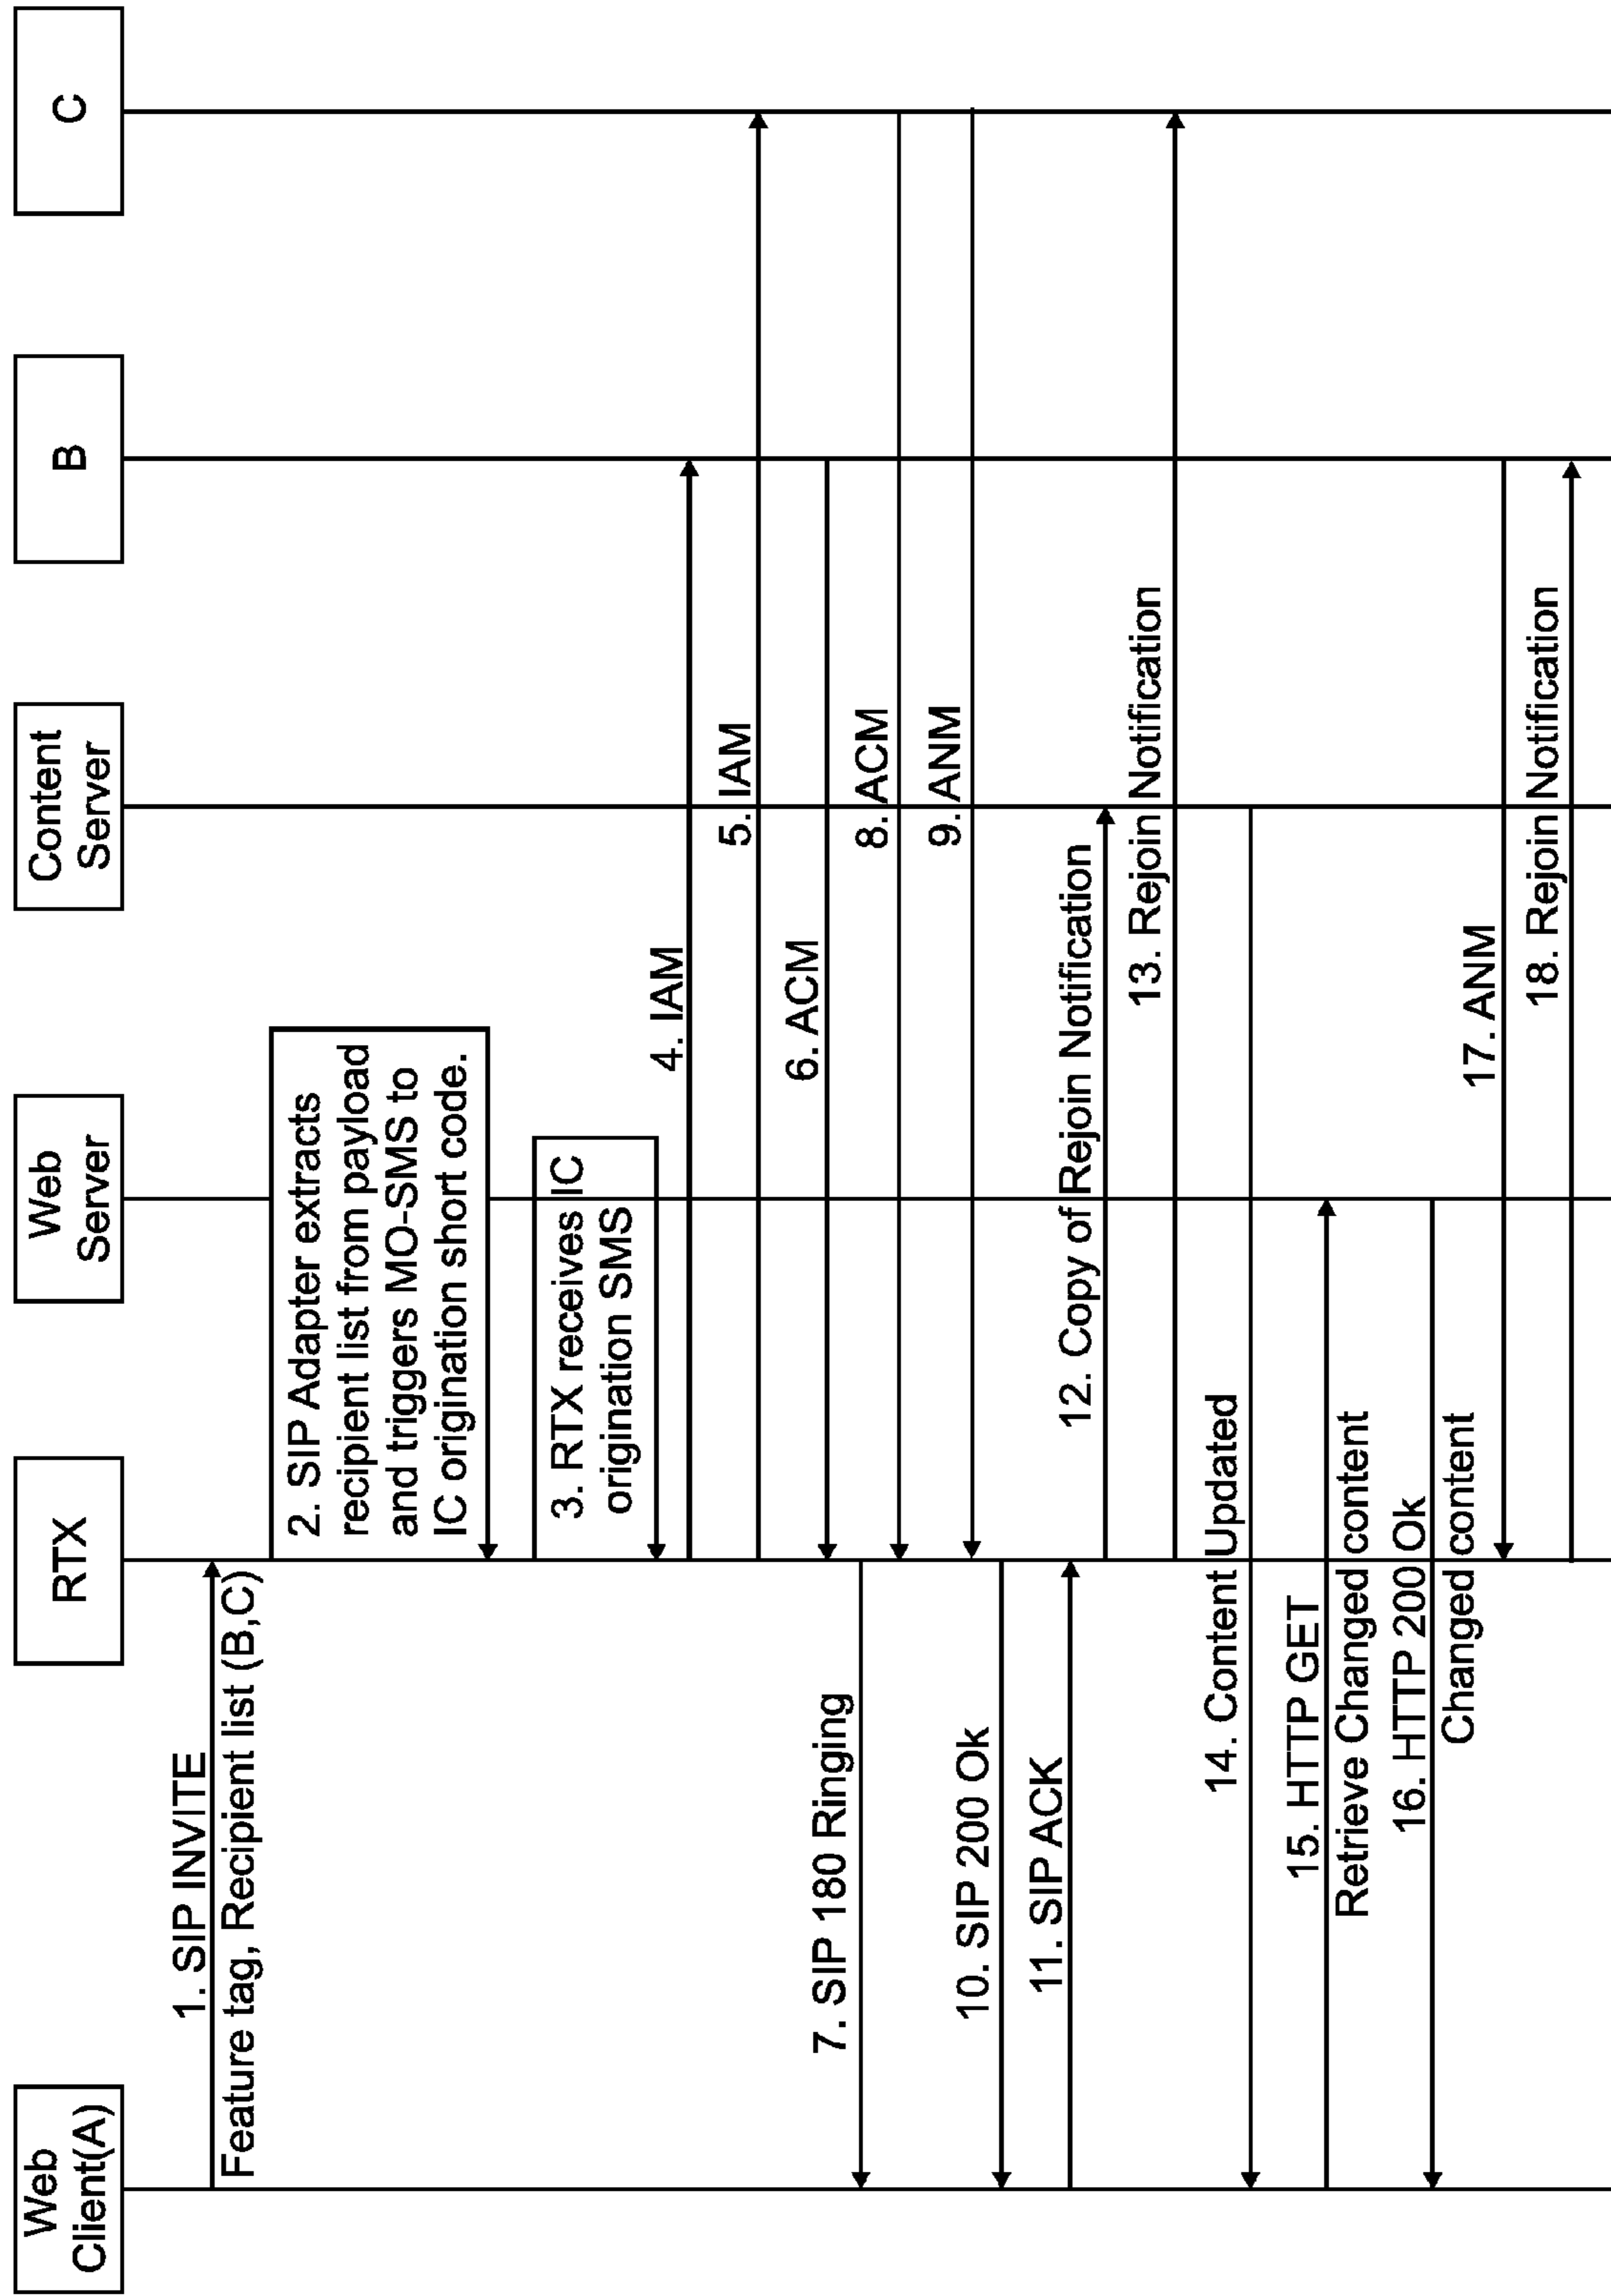 Web
Client(A)
RTX
Web
Server
Content
Server
B
C
1. SIP INVITE
Feature tag, Recipient list (B,C)
2. SIP Adapter extracts
recipient list from payload
and triggers MO-SMS to
IC origination short code.
3. RTX receives IC
origination SMS
4. IAM
5. IAM
6. ACM
7. SIP 180 Ringing
8. ACM
9. ANM
10. SIP 200 Ok
11. SIP ACK
12. Copy of Rejoin Notification
13. Rejoin Notification
14. Content Updated
15. HTTP GET
Retrieve Changed content
16. HTTP 200 Ok
Changed content
17. ANM
18. Rejoin Notification